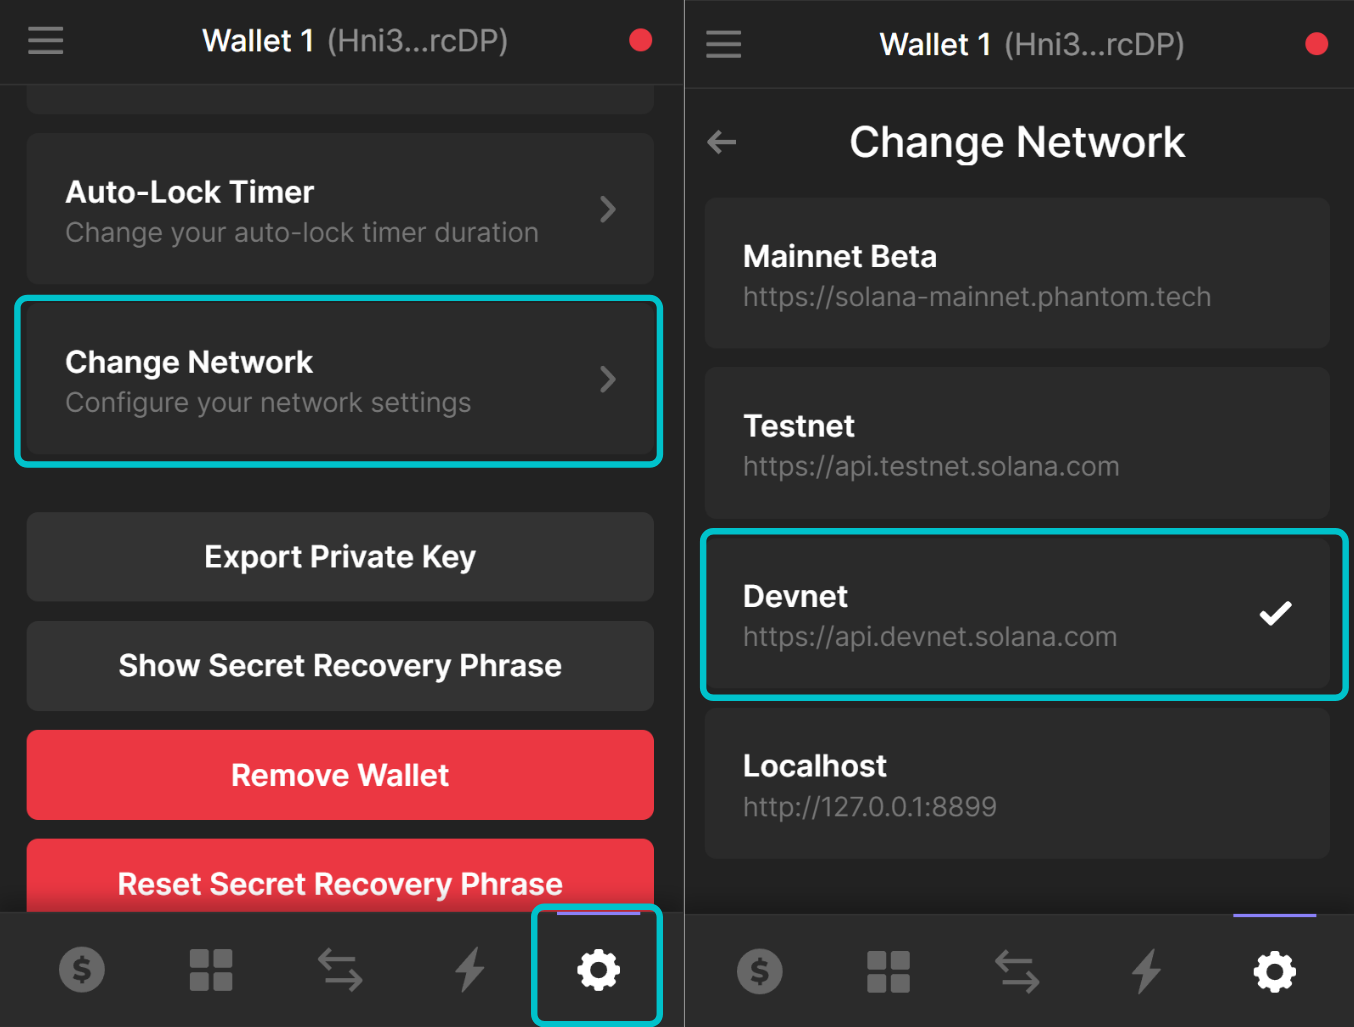 Wallet 1 (Hni3...rcDP)
Auto-Lock Timer
Change your auto-lock timer duration
Change Network
Configure your network settings
Export Private Key
Show Secret Recovery Phrase
Remove Wallet
Reset Secret Recovery Phrase
$
Wallet 1 (Hni3...rcDP)
Change Network
Mainnet Beta
https://solana-mainnet.phantom.tech
Testnet
https://api.testnet.solana.com
Devnet
https://api.devnet.solana.com
Localhost
http://127.0.0.1:8899
$